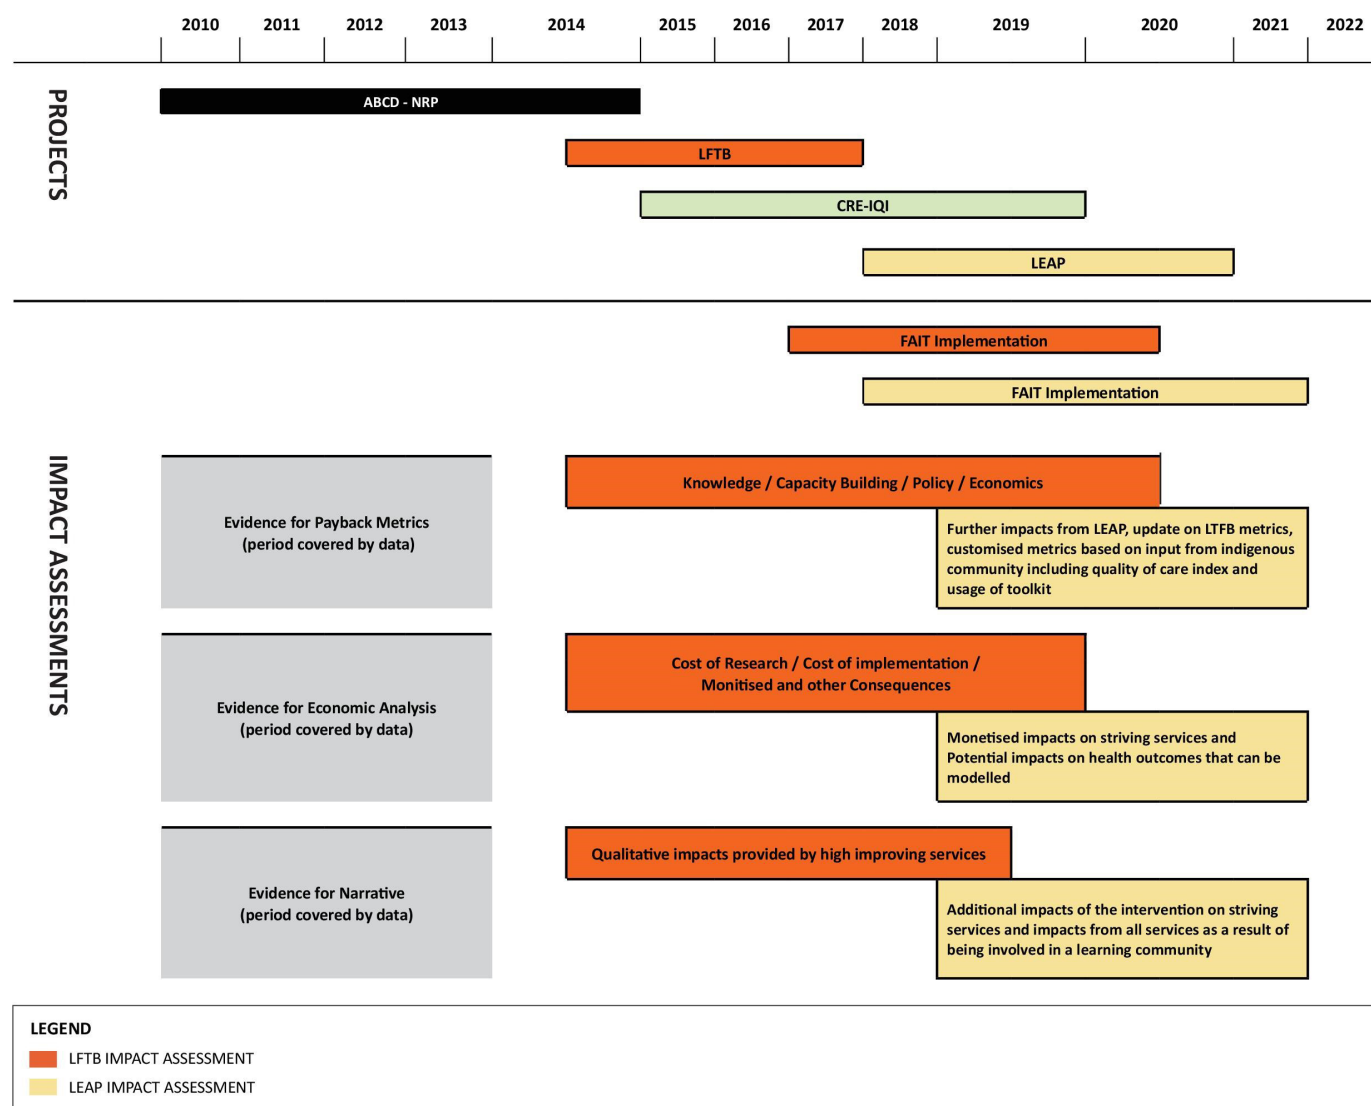 2010 2011 2012 2013 2014 2015 2016 2017 2018 2019 2020 2021 2022
PROJECTS
ABCD - NRP
LFTB
CRE-IQI
LEAP
IMPACT ASSESSMENTS
FAIT Implementation
FAIT Implementation
Evidence for Payback Metrics
(period covered by data)
Knowledge / Capacity Building / Policy / Economics
Further impacts from LEAP, update on LTFB metrics,
customised metrics based on input from indigenous
community including quality of care index and
usage of toolkit
Evidence for Economic Analysis
(period covered by data)
Cost of Research / Cost of implementation /
Monitised and other Consequences
Monetised impacts on striving services and
Potential impacts on health outcomes that can be
modelled
Evidence for Narrative
(period covered by data)
Qualitative impacts provided by high improving services
Additional impacts of the intervention on striving
services and impacts from all services as a result of
being involved in a learning community
LEGEND
LFTB IMPACT ASSESSMENT
LEAP IMPACT ASSESSMENT